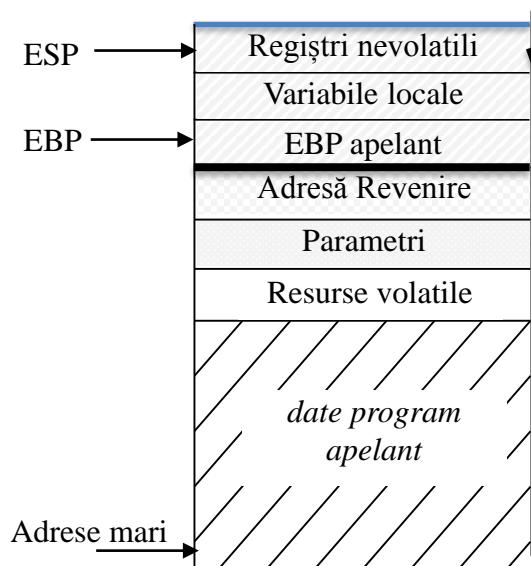 ESP
Regiștri nevolatili
Variabile locale
EBP
EBP apelant
Adresă Revenire
Parametri
Resurse volatile
date program
apelant
Adrese mari